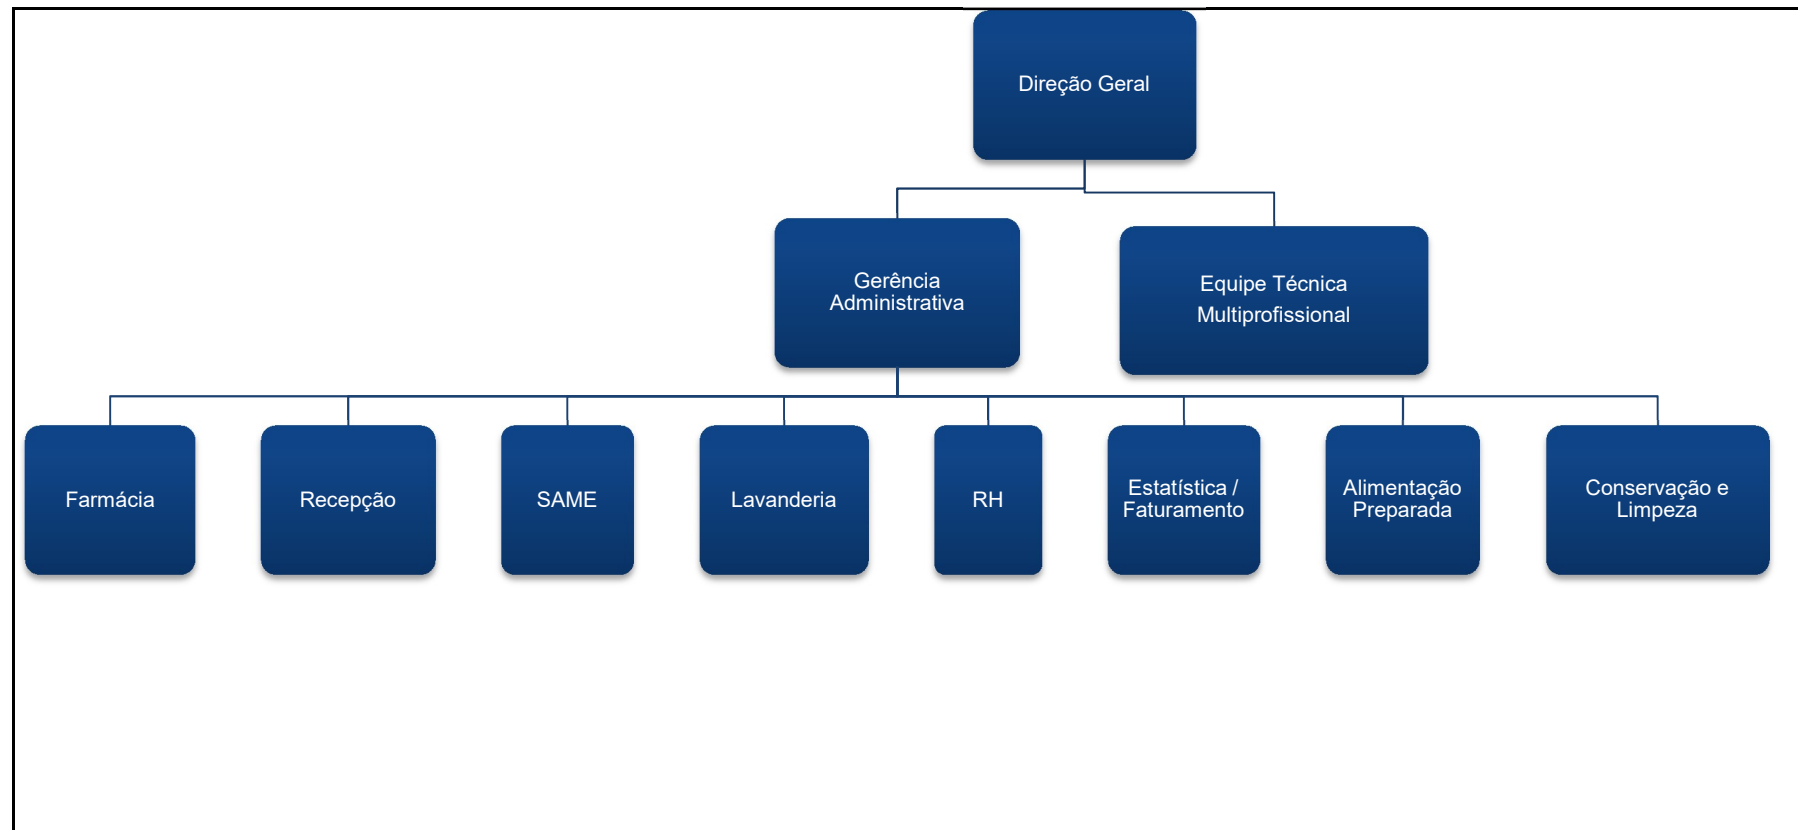 Direção Geral
Gerência
Administrativa
Equipe Técnica
Multiprofissional
Farmácia
Recepção
SAME
Lavanderia
RH
Estatística /
Faturamento
Alimentação
Preparada
Conservação e
Limpeza